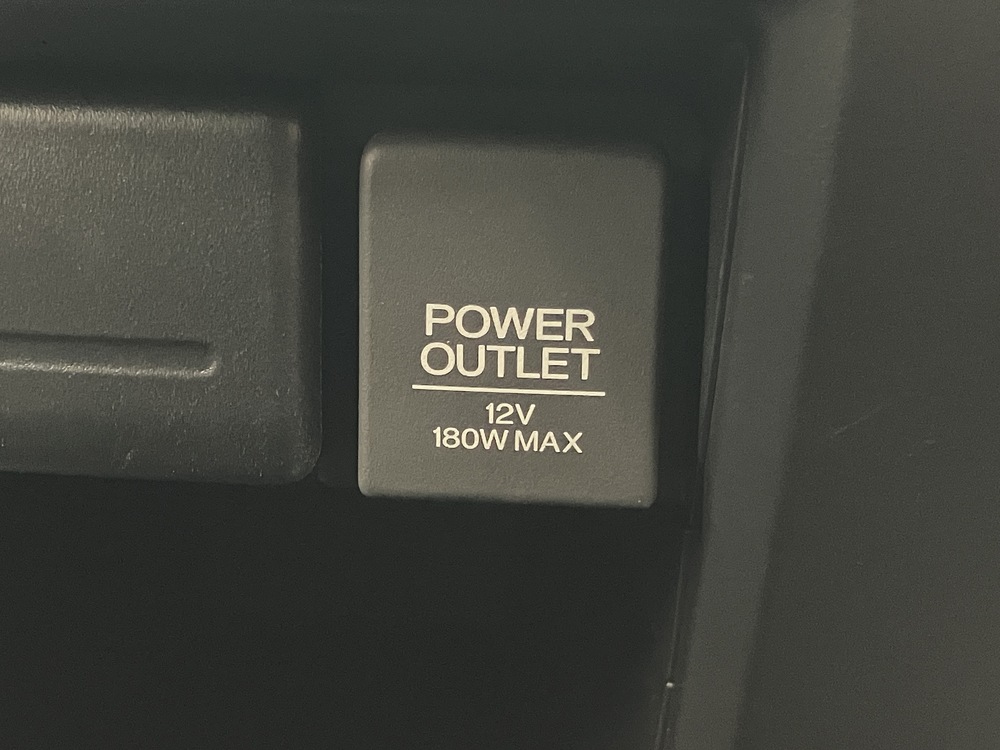 POWER
OUTLET
12V
180W MAX